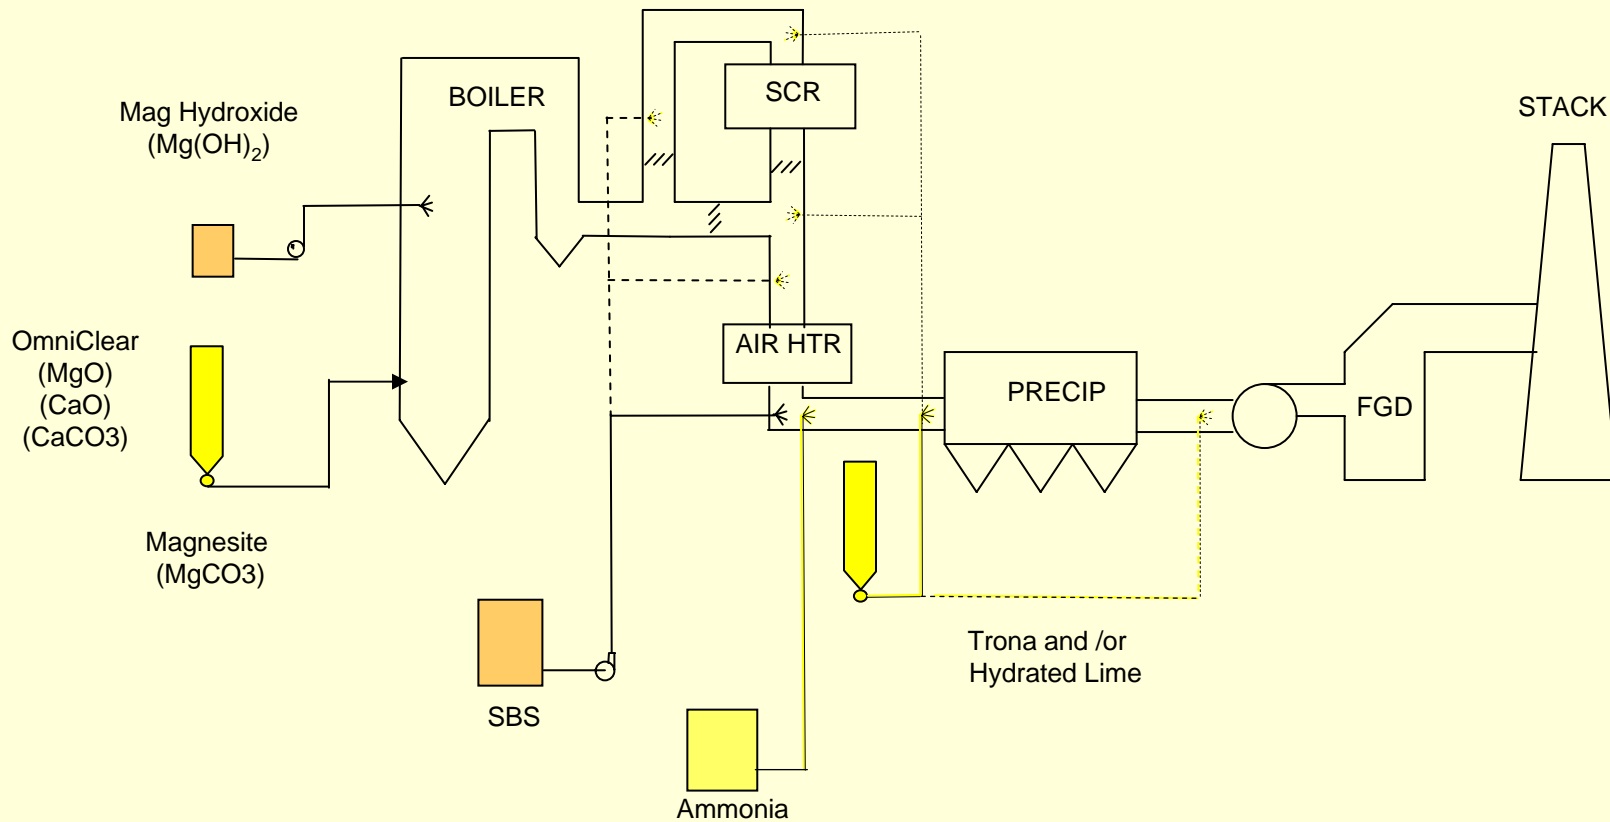 BOILER
SCR
STACK
Mag Hydroxide
(Mg(OH)2)
OmniClear
(MgO)
(CaO)
(CaCO3)
AIR HTR
PRECIP
FGD
Magnesite
(MgCO3)
Trona and /or
Hydrated Lime
SBS
Ammonia